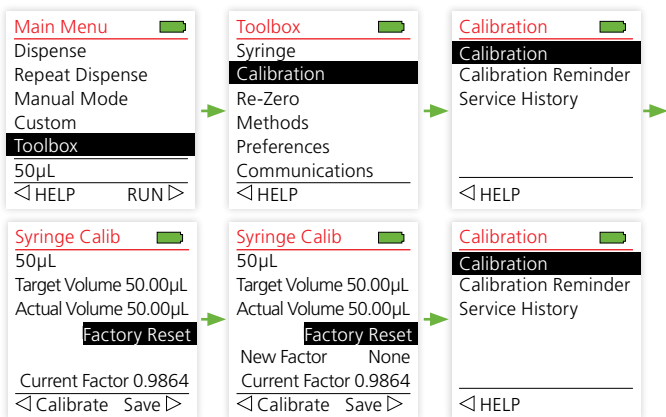 Main Menu
Dispense
Repeat Dispense
Manual Mode
Custom
Toolbox
50µL
HELP RUN
Toolbox
Syringe
Calibration
Re-Zero
Methods
Preferences
Communications
HELP
Calibration
Calibration
Calibration Reminder
Service History
HELP
Syringe Calib
50µL
Target Volume 50.00µL
Actual Volume 50.00µL
Factory Reset
Current Factor 0.9864
Calibrate Save
Syringe Calib
50µL
Target Volume 50.00µL
Actual Volume 50.00µL
Factory Reset
New Factor None
Current Factor 0.9864
Calibrate Save
Calibration
Calibration
Calibration Reminder
Service History
HELP